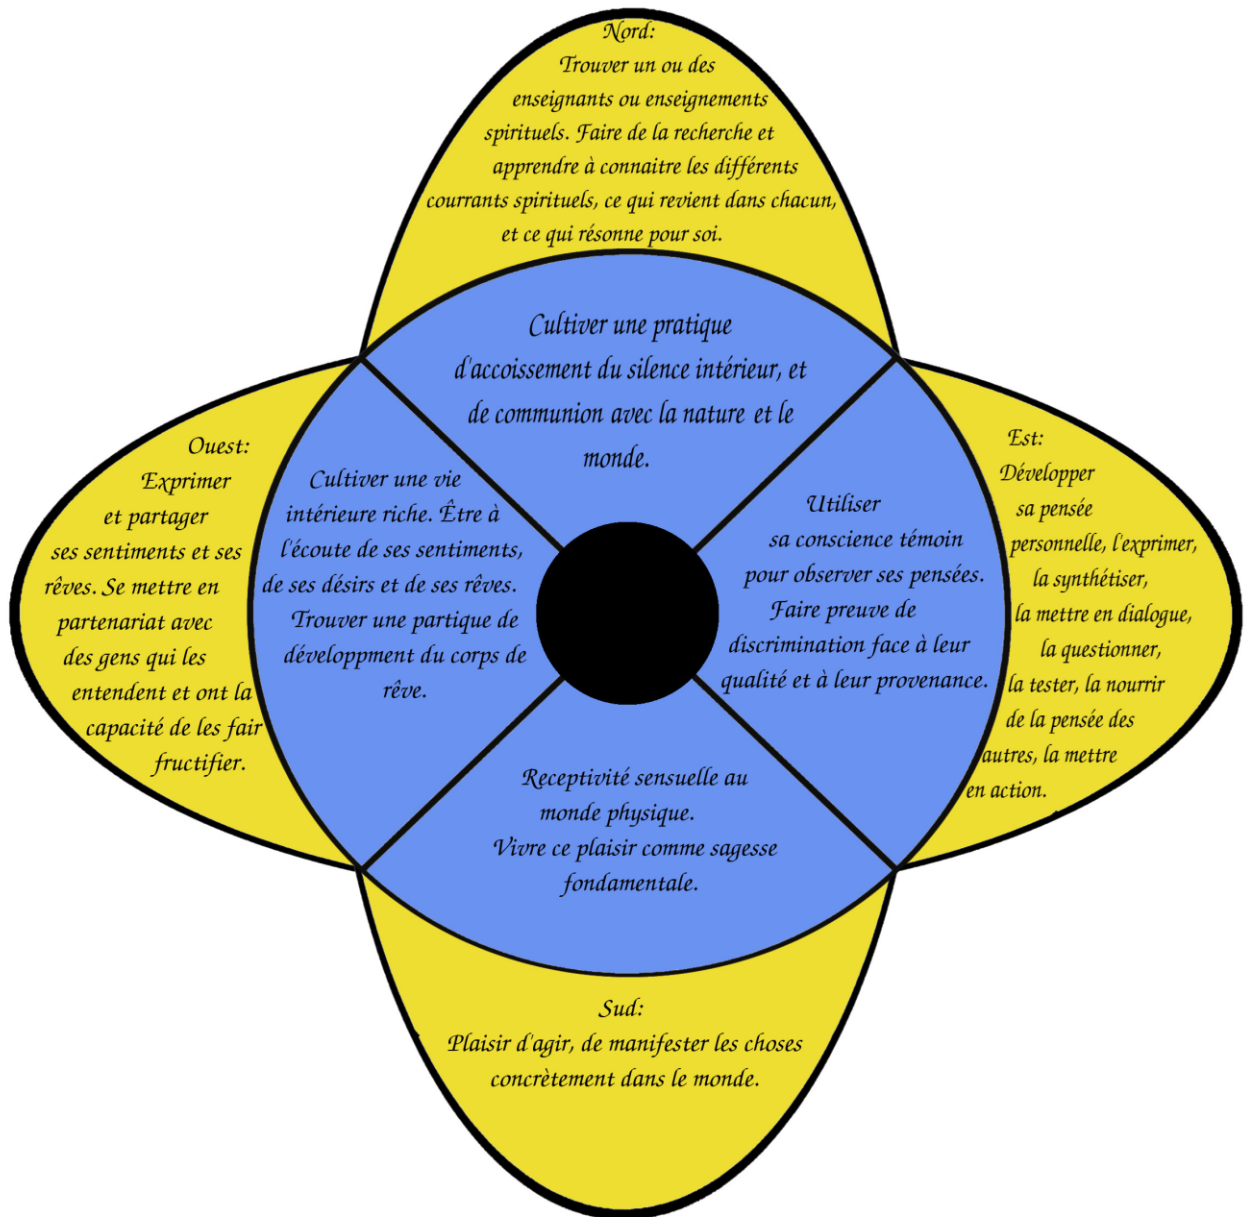 Nord:
Trouver un ou des
enseignants ou enseignements
spirituels. Faire de la recherche et
apprendre à connaitre les différents
courrants spirituels, ce qui revient dans chacun,
et ce qui résonne pour soi.
Cultiver une pratique
d'accoissement du silence intérieur, et
de communion avec la nature et le
monde.
Ouest:
Exprimer
et partager
ses sentiments et ses
rêves. Se mettre en
partenariat avec
des gens qui les
entendent et ont la
capacité de les fair
fructifier.
Cultiver une vie
intérieure riche. Être à
l'écoute de ses sentiments,
de ses désirs et de ses rêves.
Trouver une partique de
développment du corps de
rêve.
Utiliser
sa conscience témoin
pour observer ses pensées.
Faire preuve de
discrimination face à leur
qualité et à leur provenance.
Est:
Développer
sa pensée
personnelle, l'exprimer,
la synthétiser,
la mettre en dialogue,
la questionner,
la tester, la nourrir
de la pensée des
autres, la mettre
en action.
Receptivité sensuelle au
monde physique.
Vivre ce plaisir comme sagesse
fondamentale.
Sud:
Plaisir d'agir, de manifester les choses
concrètement dans le monde.